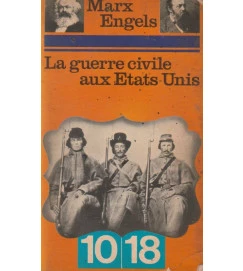 Marx
Engels
La guerre civile
aux Etats Unis
10 18